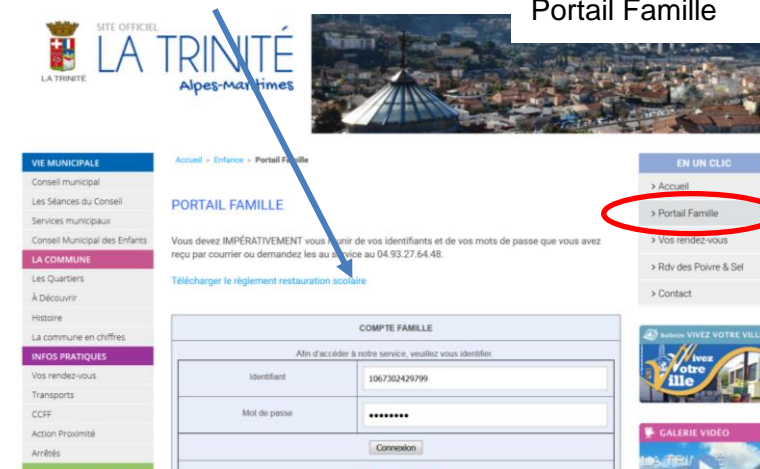 Portail Famille
SITE OFFICIEL
LA TRINITÉ
Alpes-Maritimes
LA TRINITÉ
VIE MUNICIPALE
Conseil municipal
Les Séances du Conseil
Services municipaux
Conseil Municipal des Enfants
LA COMMUNE
Les Quartiers
À Découvrir
Histoire
La commune en chiffres
INFOS PRATIQUES
Vos rendez-vous
Transports
CCFF
Action Proximité
Arrêtés
Accueil » Enfance » Portail Famille
PORTAIL FAMILLE
Vous devez IMPÉRATIVEMENT vous munir de vos identifiants et de vos mots de passe que vous avez
reçu par courrier ou demandez les au service au 04.93.27.64.48.
Télécharger le règlement restauration scolaire
COMPTE FAMILLE
Afin d'accéder à notre service, veuillez vous identifier.
Identifiant
1067302429799
Mot de passe
••••••••
Connexion
EN UN CLIC
> Accueil
> Portail Famille
> Vos rendez-vous
> Rdv des Poivre & Sel
> Contact
Bulletin VIVEZ VOTRE VILLE
Vivez
Votre
Ville
GALERIE VIDÉO